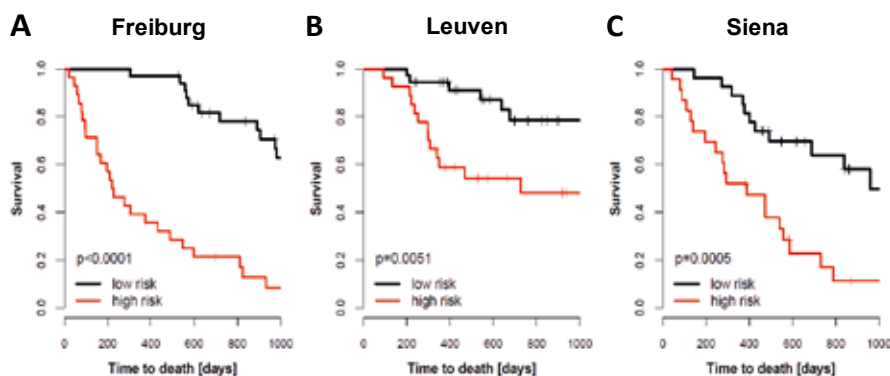 A Freiburg
Survival
1.0
0.8
0.6
0.4
0.2
0.0
p<0.0001
low risk
high risk
0 200 400 600 800 1000
Time to death [days]
B Leuven
Survival
1.0
0.8
0.6
0.4
0.2
0.0
p=0.0051
low risk
high risk
0 200 400 600 800 1000
Time to death [days]
C Siena
Survival
1.0
0.8
0.6
0.4
0.2
0.0
p=0.0005
low risk
high risk
0 200 400 600 800 1000
Time to death [days]